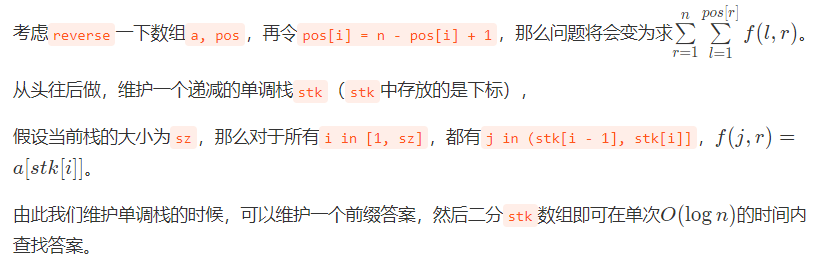 考虑 reverse 一下数组 a, pos ，再令 pos[i] = n - pos[i] + 1 ，那么问题将会变为求 $\sum_{r=1}^{n} \sum_{l=1}^{pos[r]} f(l, r)$。
从头往后做，维护一个递减的单调栈 stk （ stk 中存放的是下标），
假设当前栈的大小为 sz ，那么对于所有 i in [1, sz] ，都有 j in (stk[i - 1], stk[i]] ，$f(j, r) =$
$a[stk[i]]$。
由此我们维护单调栈的时候，可以维护一个前缀答案，然后二分 stk 数组即可在单次$O(\log n)$的时间内
查找答案。